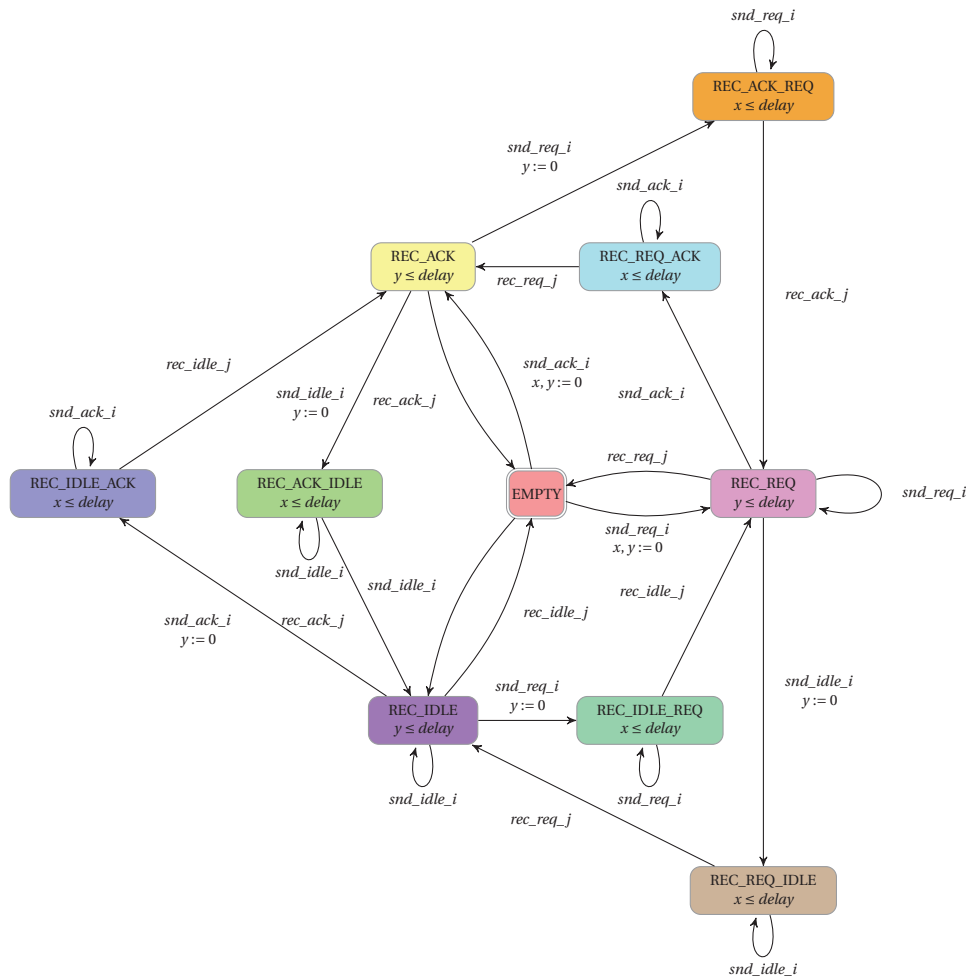 snd_req_i
REC_ACK_REQ
x ≤ delay
snd_req_i
y := 0
snd_ack_i
REC_ACK
y ≤ delay
REC_REQ_ACK
x ≤ delay
rec_req_j
rec_ack_j
rec_idle_j
snd_ack_i
x, y := 0
snd_idle_i
y := 0
rec_ack_j
snd_ack_i
snd_ack_i
rec_req_j
REC_IDLE_ACK
x ≤ delay
REC_ACK_IDLE
x ≤ delay
EMPTY
REC_REQ
y ≤ delay
snd_req_i
snd_req_i
x, y := 0
snd_idle_i
snd_idle_i
rec_idle_j
rec_idle_j
snd_ack_i
y := 0
rec_ack_j
snd_req_i
y := 0
snd_idle_i
y := 0
REC_IDLE
y ≤ delay
REC_IDLE_REQ
x ≤ delay
snd_idle_i
snd_req_i
rec_req_j
REC_REQ_IDLE
x ≤ delay
snd_idle_i